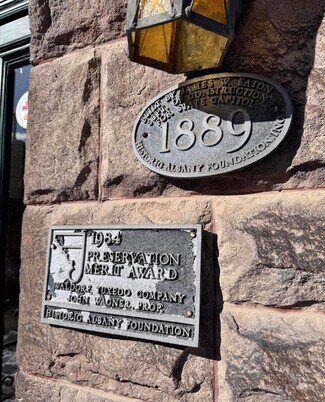 JAMES W. EATON
CONSTRUCTION
STATE CAPITOL
1889
HISTORIC ALBANY FOUNDATION, INC.
1984
PRESERVATION
MERIT AWARD
WALDORF TUXEDO COMPANY
JOHN WAGNER, PROP.
HISTORIC ALBANY FOUNDATION